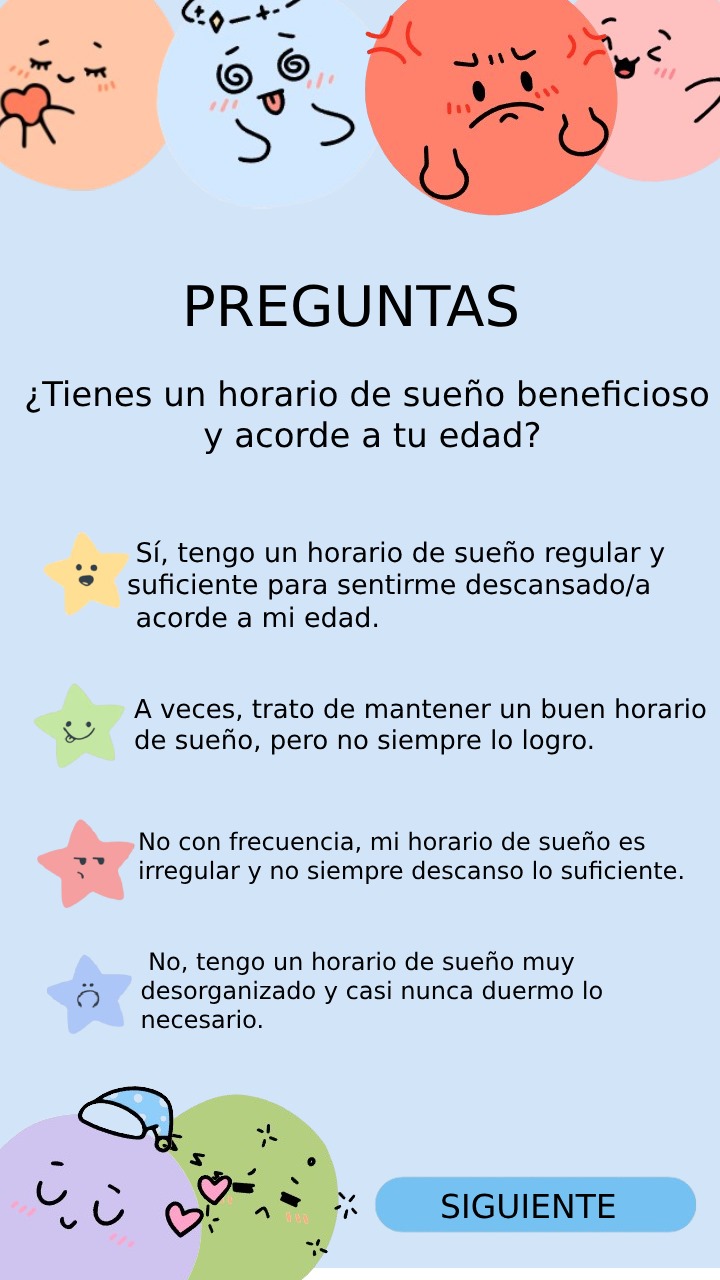 PREGUNTAS
¿Tienes un horario de sueño beneficioso
y acorde a tu edad?
Sí, tengo un horario de sueño regular y
suficiente para sentirme descansado/a
acorde a mi edad.
A veces, trato de mantener un buen horario
de sueño, pero no siempre lo logro.
No con frecuencia, mi horario de sueño es
irregular y no siempre descanso lo suficiente.
No, tengo un horario de sueño muy
desorganizado y casi nunca duermo lo
necesario.
SIGUIENTE